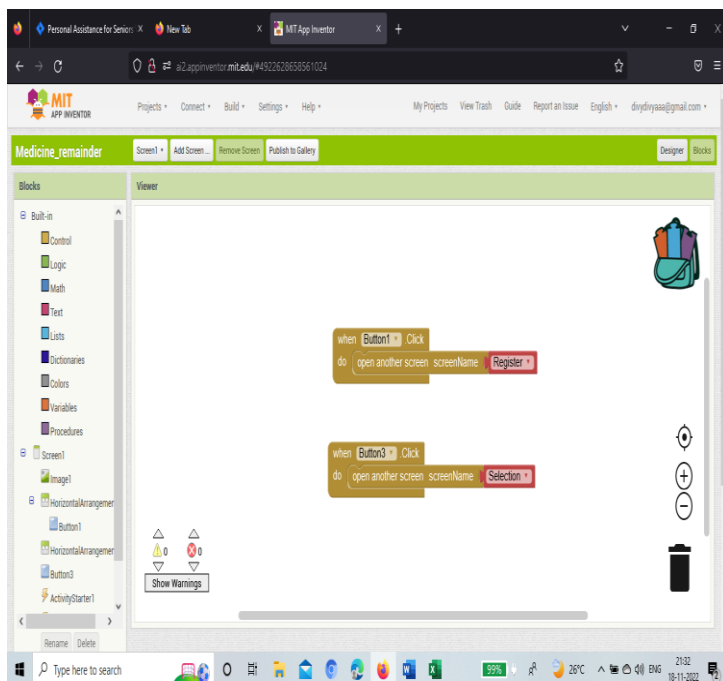 Personal Assistance for Seniors X New Tab X MIT App Inventor X +
ai2.appinventor.mit.edu/#4922628658561024
MIT
APP INVENTOR
Projects Connect Build Settings Help My Projects View Trash Guide Report an Issue English divydivyaaa@gmail.com
Medicine_remainder Screen1 Add Screen ... Remove Screen Publish to Gallery Designer Blocks
Blocks Viewer
Built-in
Control
Logic
Math
Text
Lists
Dictionaries
Colors
Variables
Procedures
Screen1
Image1
HorizontalArrangemer
Button1
HorizontalArrangemer
Button3
ActivityStarter1
Rename Delete
when Button1 .Click
do open another screen screenName Register
when Button3 .Click
do open another screen screenName Selection
0 0
Show Warnings
Type here to search 99% 26°C ENG 21:32
18-11-2022